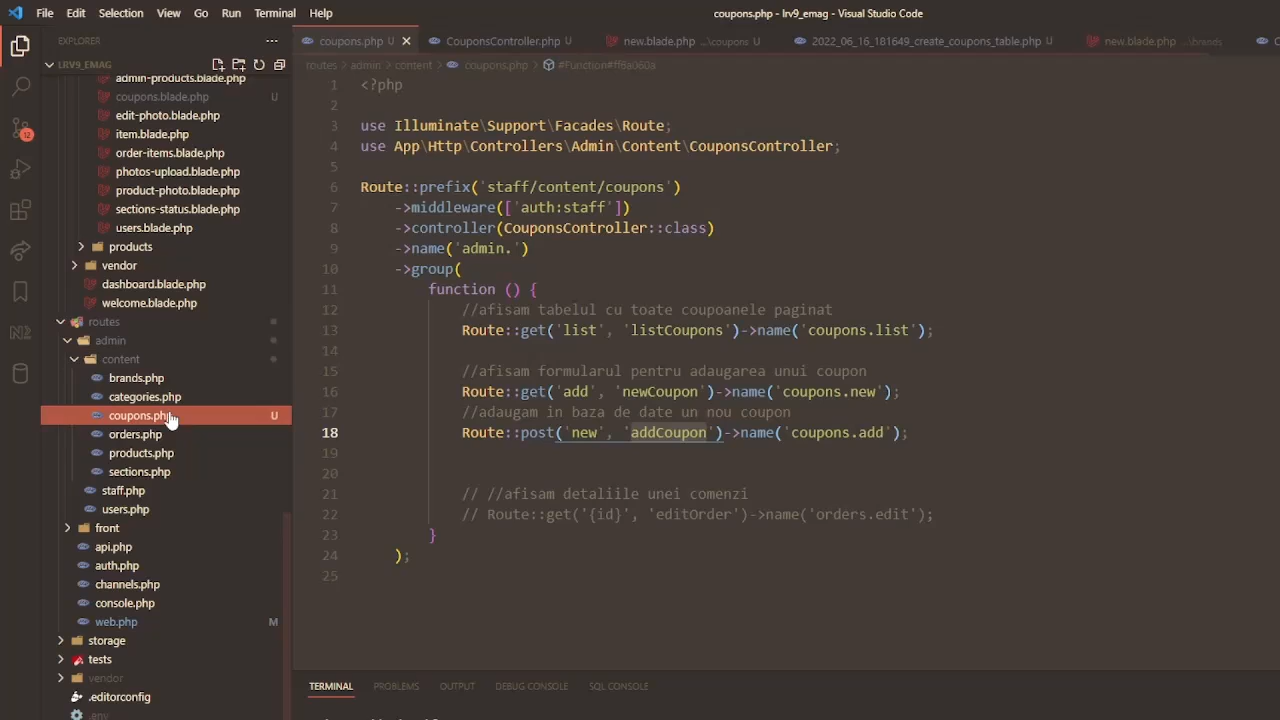 File Edit Selection View Go Run Terminal Help
coupons.php - lrv9_emag - Visual Studio Code
EXPLORER ...
LRV9_EMAG
admin-products.blade.php
coupons.blade.php U
edit-photo.blade.php
item.blade.php
order-items.blade.php
photos-upload.blade.php
product-photo.blade.php
sections-status.blade.php
users.blade.php
products
vendor
dashboard.blade.php
welcome.blade.php
routes
admin
content
brands.php
categories.php
coupons.php U
orders.php
products.php
sections.php
staff.php
users.php
front
api.php
auth.php
channels.php
console.php
web.php M
storage
tests
vendor
.editorconfig
.env
12
coupons.php U CouponsController.php U new.blade.php ...\coupons U 2022_06_16_181649_create_coupons_table.php U new.blade.php ...\brands
routes > admin > content > coupons.php > #Function#ff6a060a
1 <?php
2
3 use Illuminate\Support\Facades\Route;
4 use App\Http\Controllers\Admin\Content\CouponsController;
5
6 Route::prefix('staff/content/coupons')
7 ->middleware(['auth:staff'])
8 ->controller(CouponsController::class)
9 ->name('admin.')
10 ->group(
11 function () {
12 //afisam tabelul cu toate coupoanele paginat
13 Route::get('list', 'listCoupons')->name('coupons.list');
14
15 //afisam formularul pentru adaugarea unui coupon
16 Route::get('add', 'newCoupon')->name('coupons.new');
17 //adaugam in baza de date un nou coupon
18 Route::post('new', 'addCoupon')->name('coupons.add');
19
20
21 // //afisam detaliile unei comenzi
22 // Route::get('{id}', 'editOrder')->name('orders.edit');
23 }
24 );
25
TERMINAL PROBLEMS OUTPUT DEBUG CONSOLE SQL CONSOLE